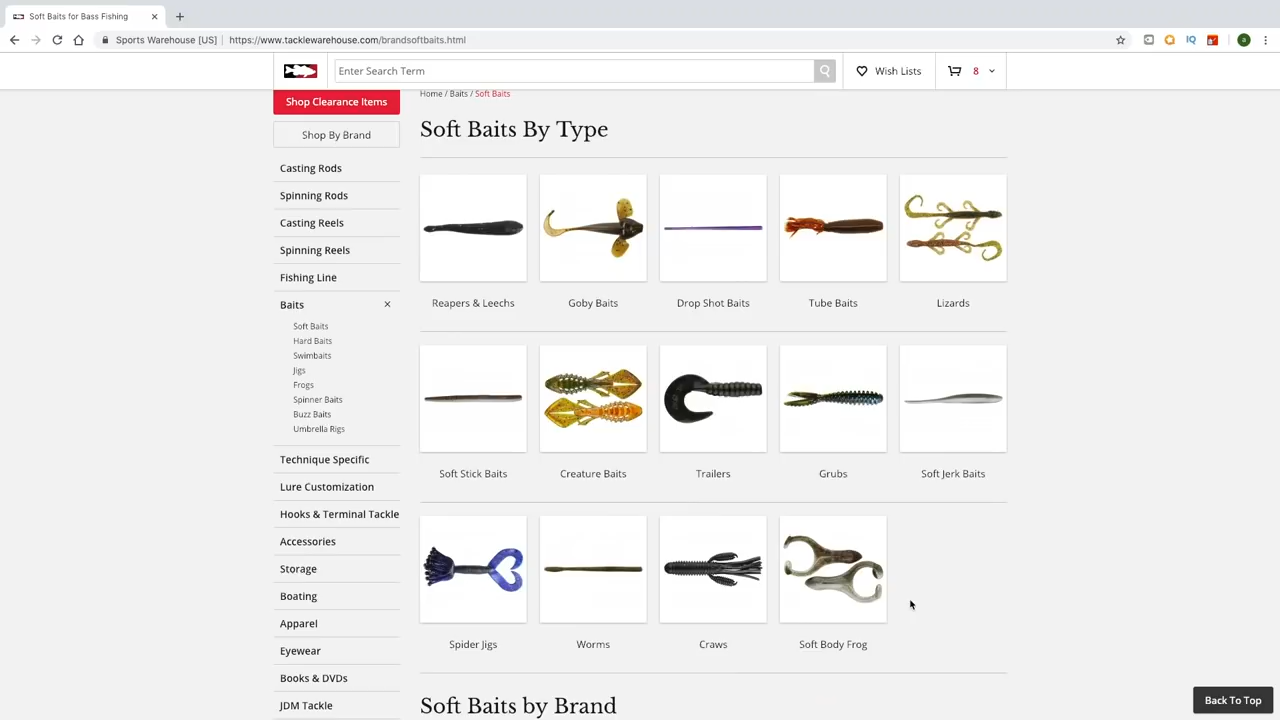 Soft Baits for Bass Fishing
Sports Warehouse [US]
https://www.tacklewarehouse.com/brandsoftbaits.html
IQ
a
Enter Search Term
Wish Lists
8
Shop Clearance Items
Shop By Brand
Casting Rods
Spinning Rods
Casting Reels
Spinning Reels
Fishing Line
Baits
Soft Baits
Hard Baits
Swimbaits
Jigs
Frogs
Spinner Baits
Buzz Baits
Umbrella Rigs
Technique Specific
Lure Customization
Hooks & Terminal Tackle
Accessories
Storage
Boating
Apparel
Eyewear
Books & DVDs
JDM Tackle
Home / Baits / Soft Baits
Soft Baits By Type
Reapers & Leechs
Goby Baits
Drop Shot Baits
Tube Baits
Lizards
Soft Stick Baits
Creature Baits
Trailers
Grubs
Soft Jerk Baits
Spider Jigs
Worms
Craws
Soft Body Frog
Soft Baits by Brand
Back To Top